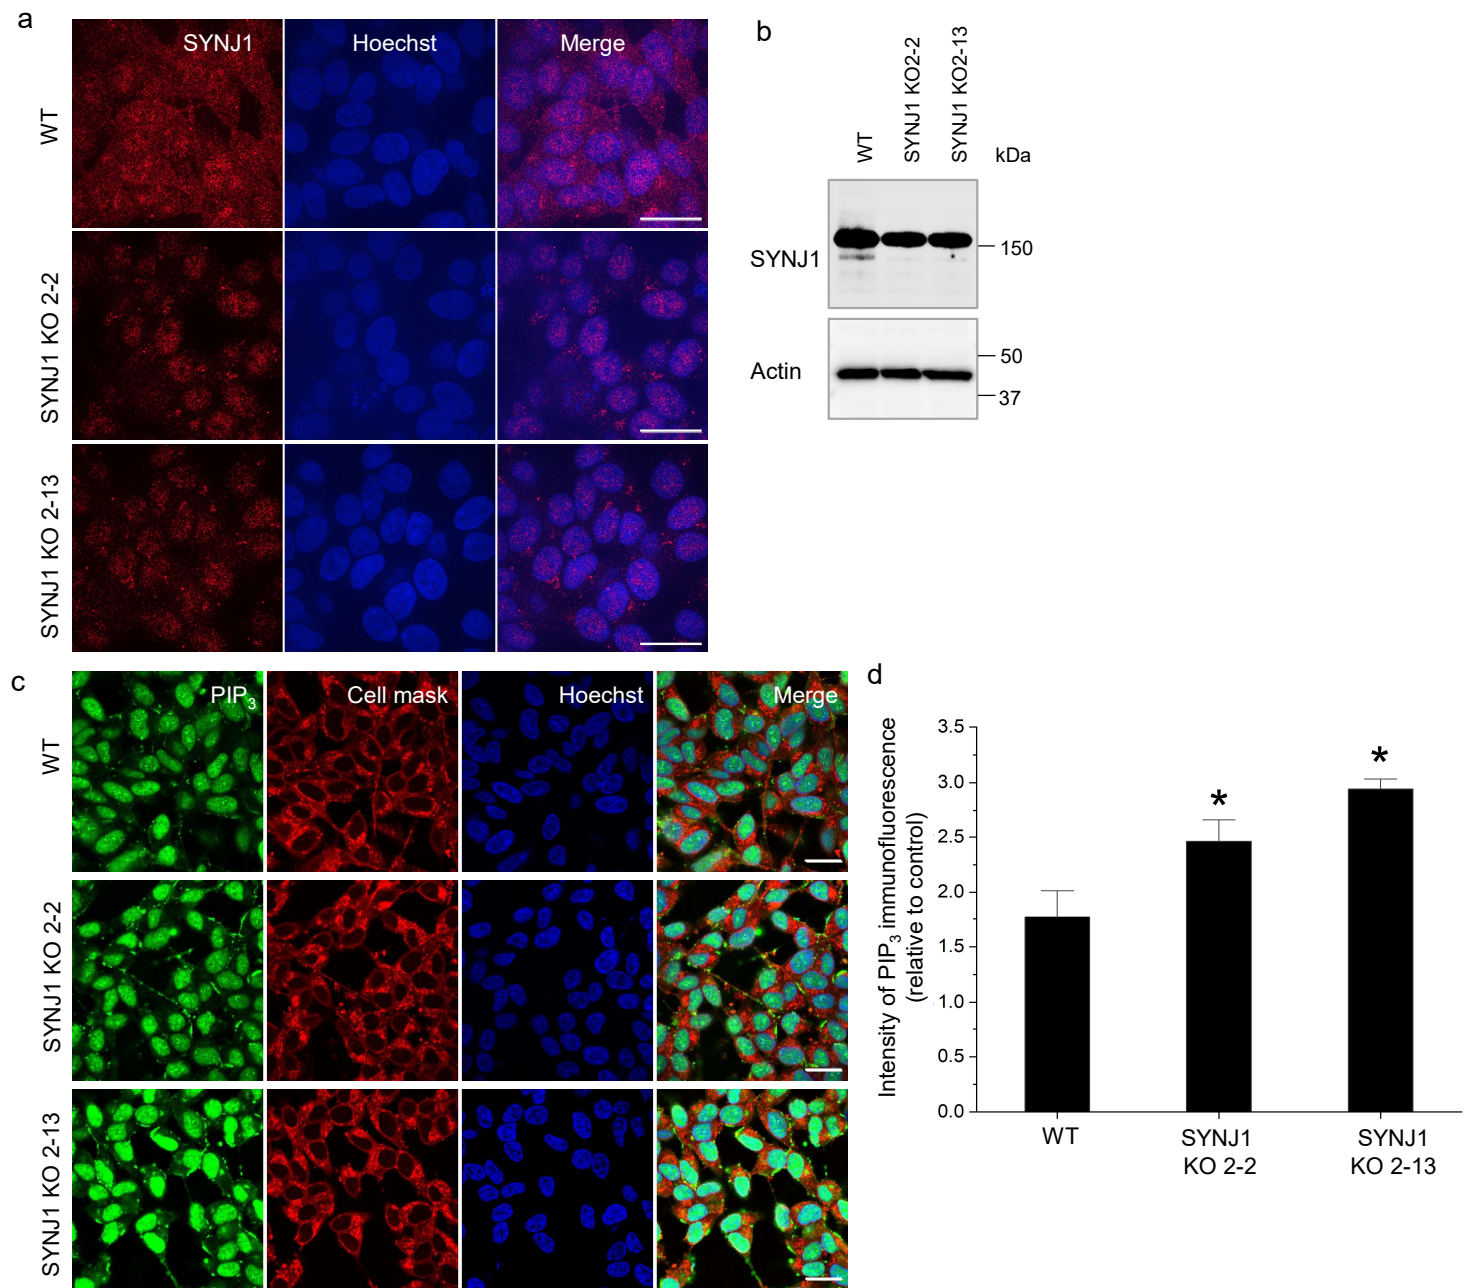 a
SYNJ1
Hoechst
Merge
WT
SYNJ1 KO 2-2
SYNJ1 KO 2-13
b
WT
SYNJ1 KO2-2
SYNJ1 KO2-13
kDa
SYNJ1
150
Actin
50
37
c
PIP3
Cell mask
Hoechst
Merge
WT
SYNJ1 KO 2-2
SYNJ1 KO 2-13
d
Intensity of PIP3 immunofluorescence
(relative to control)
3.5
3.0
2.5
2.0
1.5
1.0
0.5
0.0
*
*
WT
SYNJ1
KO 2-2
SYNJ1
KO 2-13